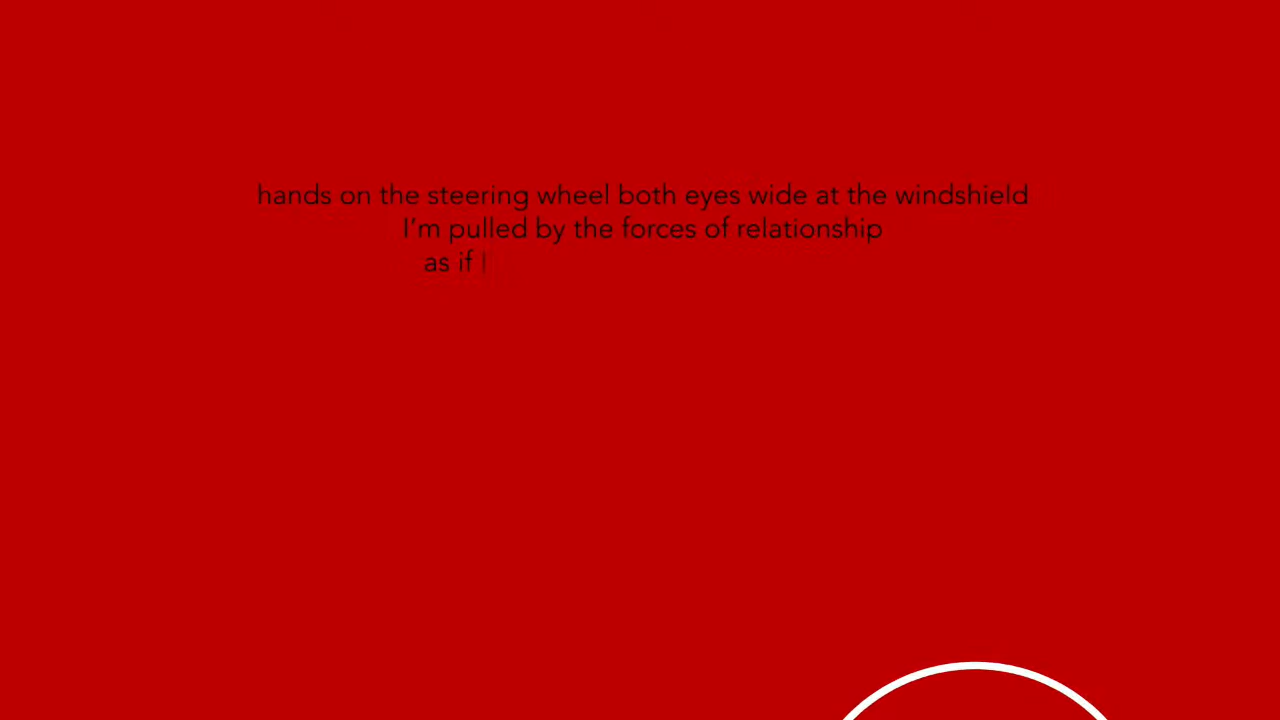 hands on the steering wheel both eyes wide at the windshield
I'm pulled by the forces of relationship
as if I